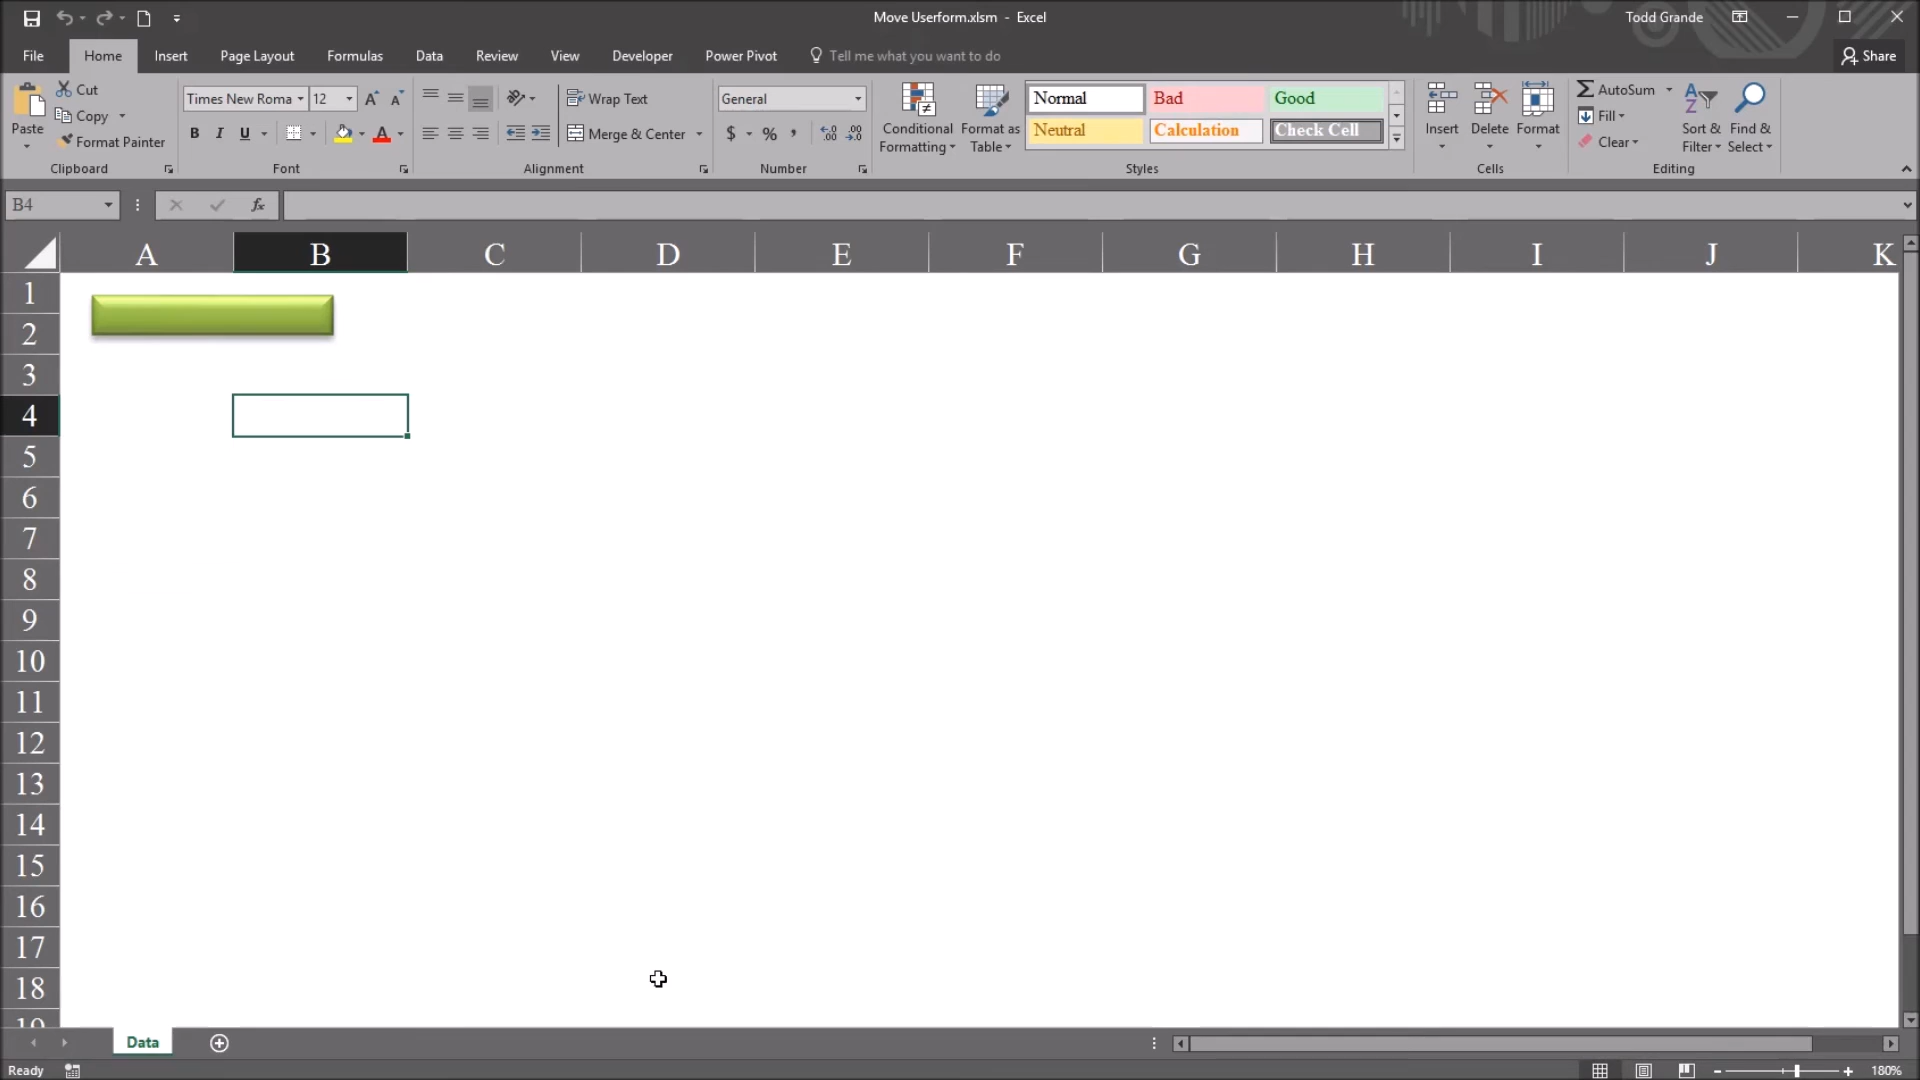 Move Userform.xlsm - Excel
Todd Grande
File Home Insert Page Layout Formulas Data Review View Developer Power Pivot Tell me what you want to do Share
Paste
Cut
Copy
Format Painter
Clipboard
Times New Roma 12
B I U
Font
Wrap Text
Merge & Center
Alignment
General
$ % ,
Number
Conditional Formatting
Format as Table
Normal Bad Good
Neutral Calculation Check Cell
Styles
Insert Delete Format
Cells
AutoSum
Fill
Clear
Sort & Filter
Find & Select
Editing
B4 fx
A B C D E F G H I J K
1
2
3
4
5
6
7
8
9
10
11
12
13
14
15
16
17
18
19
Data
Ready
180%